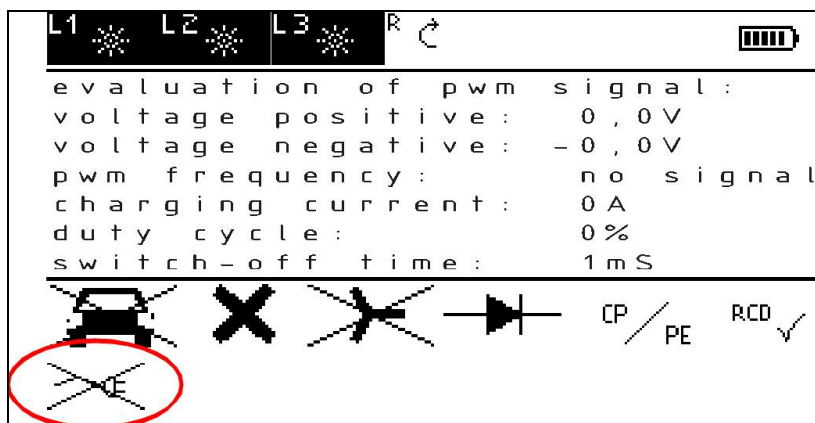 L1 L2 L3 R
evaluation of pwm signal:
voltage positive: 0,0V
voltage negative: -0,0V
pwm frequency: no signal
charging current: 0A
duty cycle: 0%
switch-off time: 1mS
CP/PE RCD